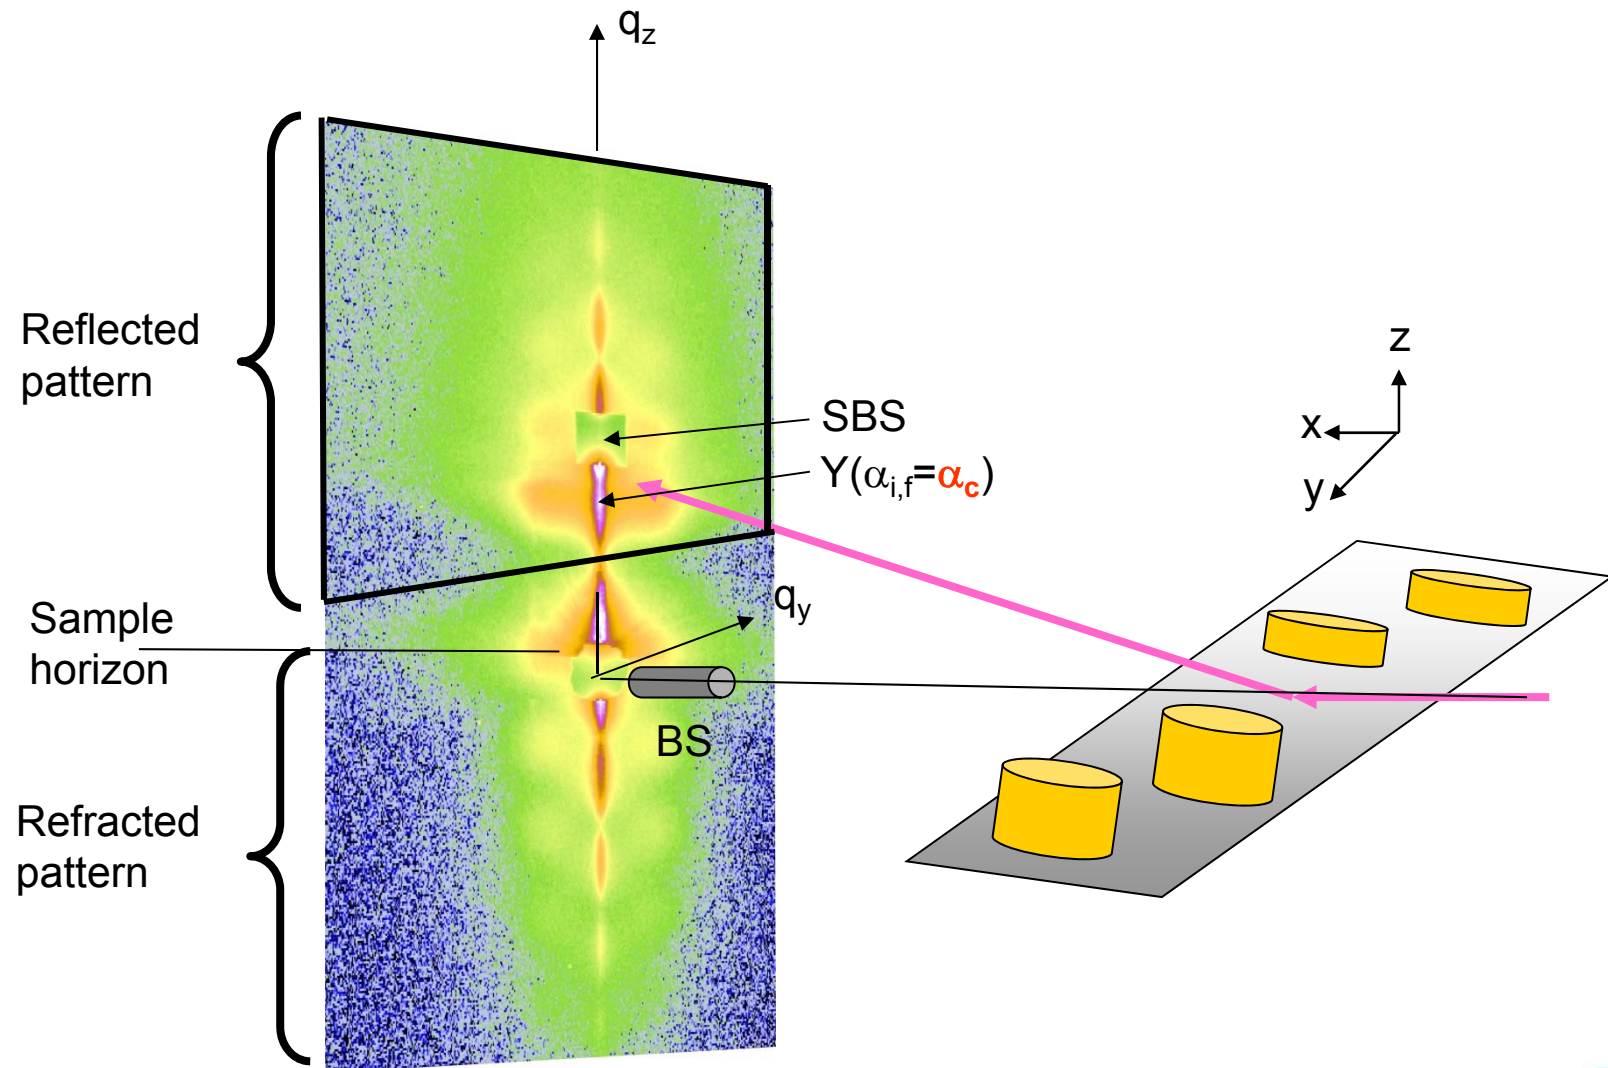 q_z
Reflected
pattern
z
SBS
x
Y(α_i,f=α_c)
y
q_y
Sample
horizon
BS
Refracted
pattern